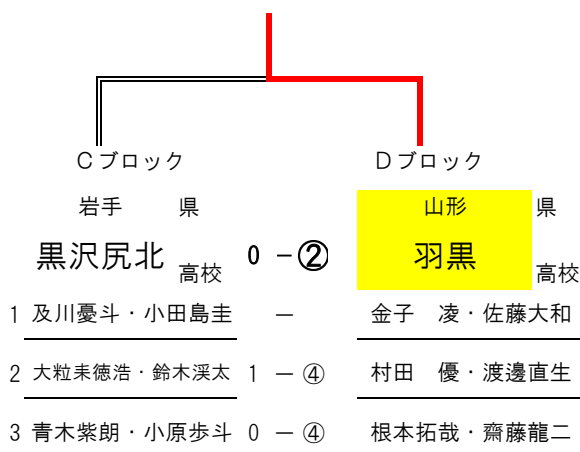 Cブロック Dブロック
岩手 県 山形 県
黒沢尻北 高校 0 － ② 羽黒 高校
1 及川憂斗・小田島圭 － 金子 凌・佐藤大和
2 大粒耒徳浩・鈴木渓太 1 － ④ 村田 優・渡邊直生
3 青木紫朗・小原歩斗 0 － ④ 根本拓哉・齋藤龍二